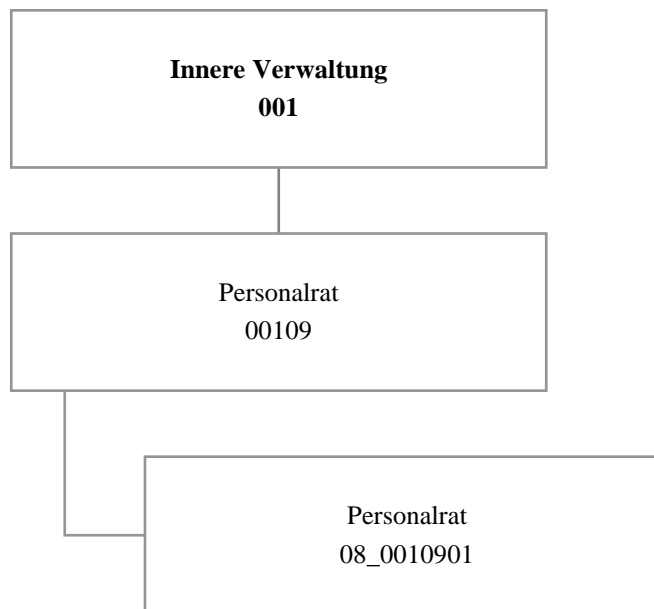 Innere Verwaltung
001
Personalrat
00109
Personalrat
08_0010901